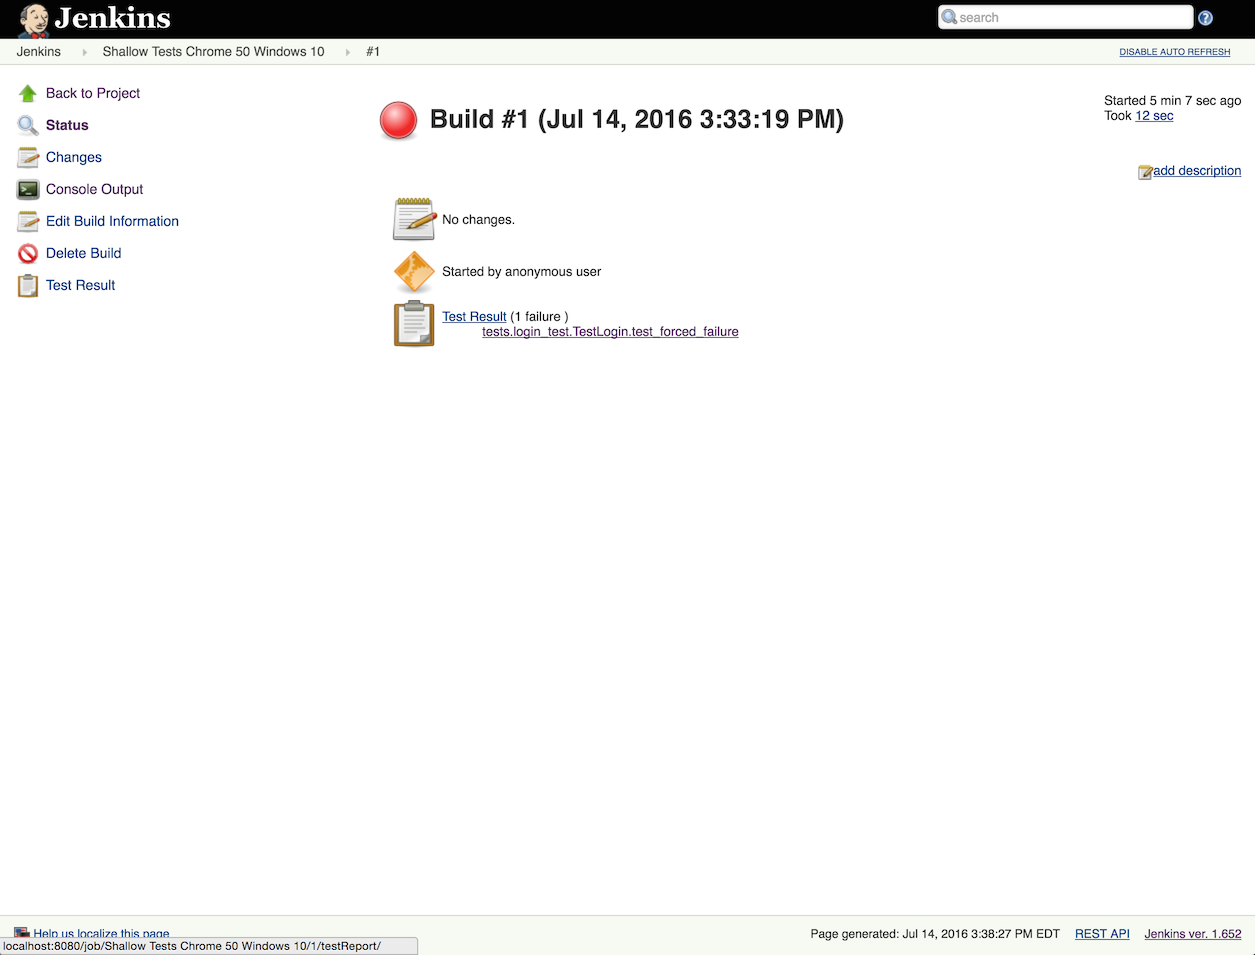 Jenkins
search
Jenkins
Shallow Tests Chrome 50 Windows 10
#1
DISABLE AUTO REFRESH
Back to Project
Status
Changes
Console Output
Edit Build Information
Delete Build
Test Result
Build #1 (Jul 14, 2016 3:33:19 PM)
Started 5 min 7 sec ago
Took 12 sec
add description
No changes.
Started by anonymous user
Test Result (1 failure )
tests.login_test.TestLogin.test_forced_failure
Help us localize this page
localhost:8080/job/Shallow Tests Chrome 50 Windows 10/1/testReport/
Page generated: Jul 14, 2016 3:38:27 PM EDT
REST API
Jenkins ver. 1.652